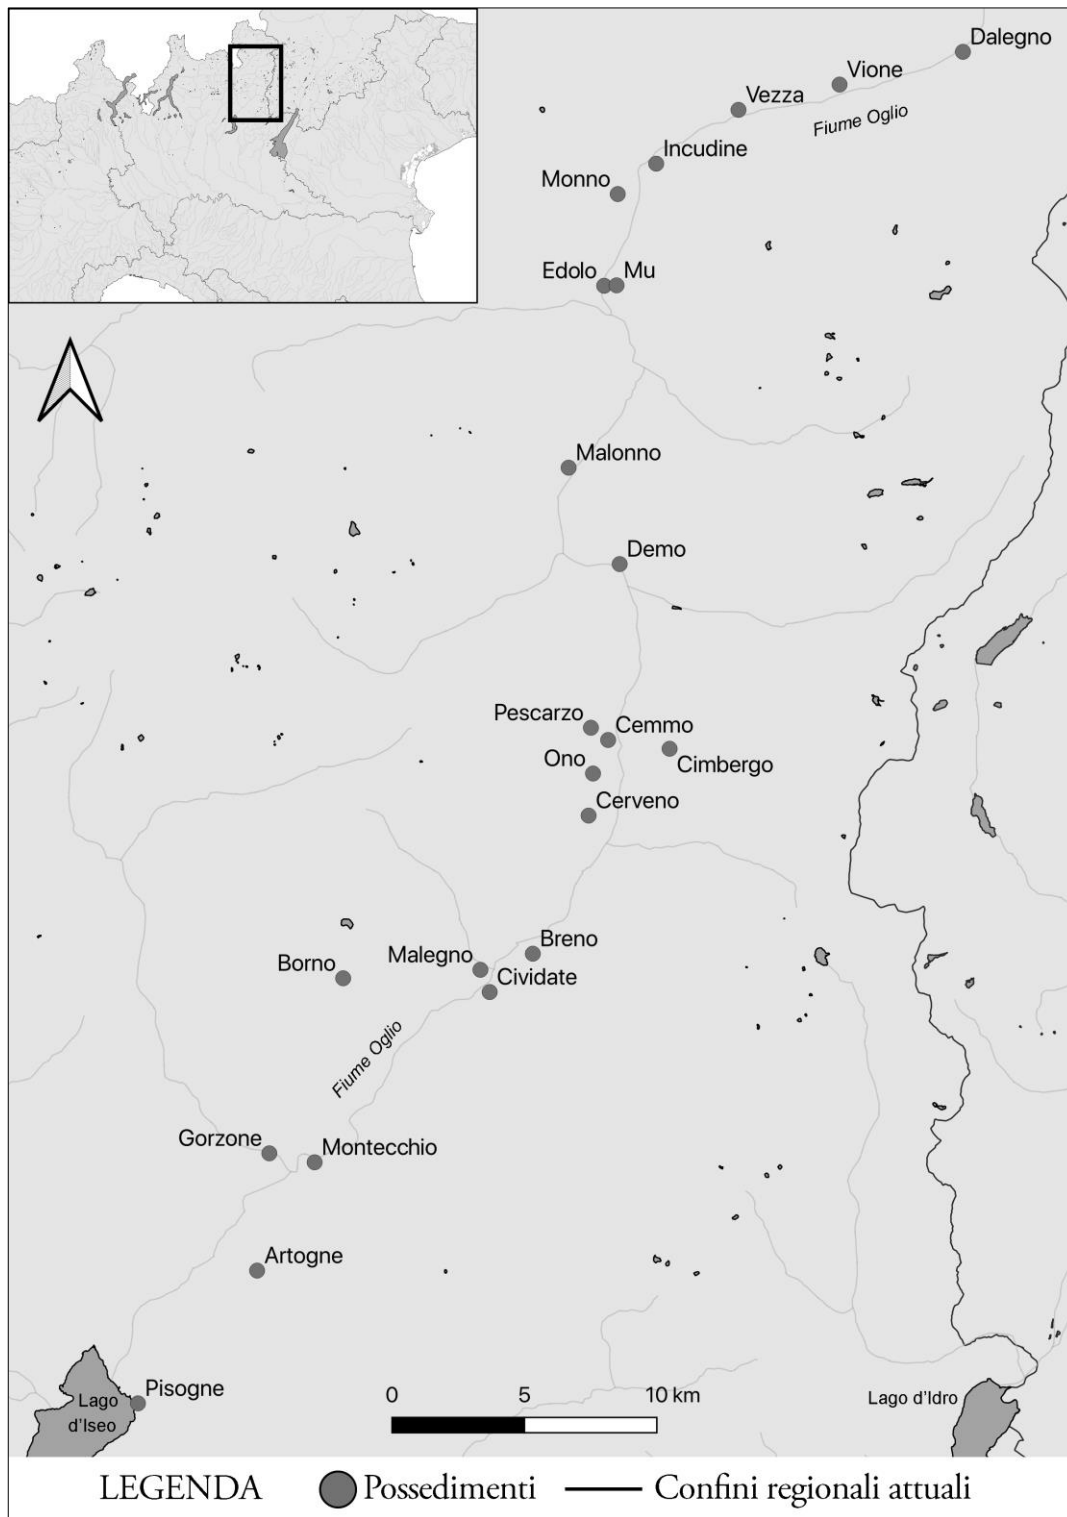 Dalegno
Vione
Vezza
Fiume Oglio
Incudine
Monno
Edolo
Mu
Malonno
Demo
Pescarzo
Cemmo
Ono
Cimbergo
Cerveno
Breno
Malegno
Borno
Cividate
Fiume Oglio
Gorzone
Montecchio
Artogne
Pisogne
Lago
d'Iseo
0 5 10 km
Lago d'Idro
LEGENDA Possedimenti Confini regionali attuali